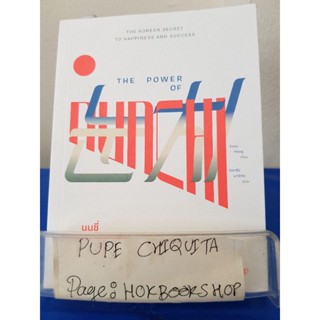 THE KOREAN SECRET
TO HAPPINESS AND SUCCESS
THE POWER
OF
NUNCHI
눈치
นุนชี่
PUPE CHIQUITA
Page: HOKBOOKSHOP